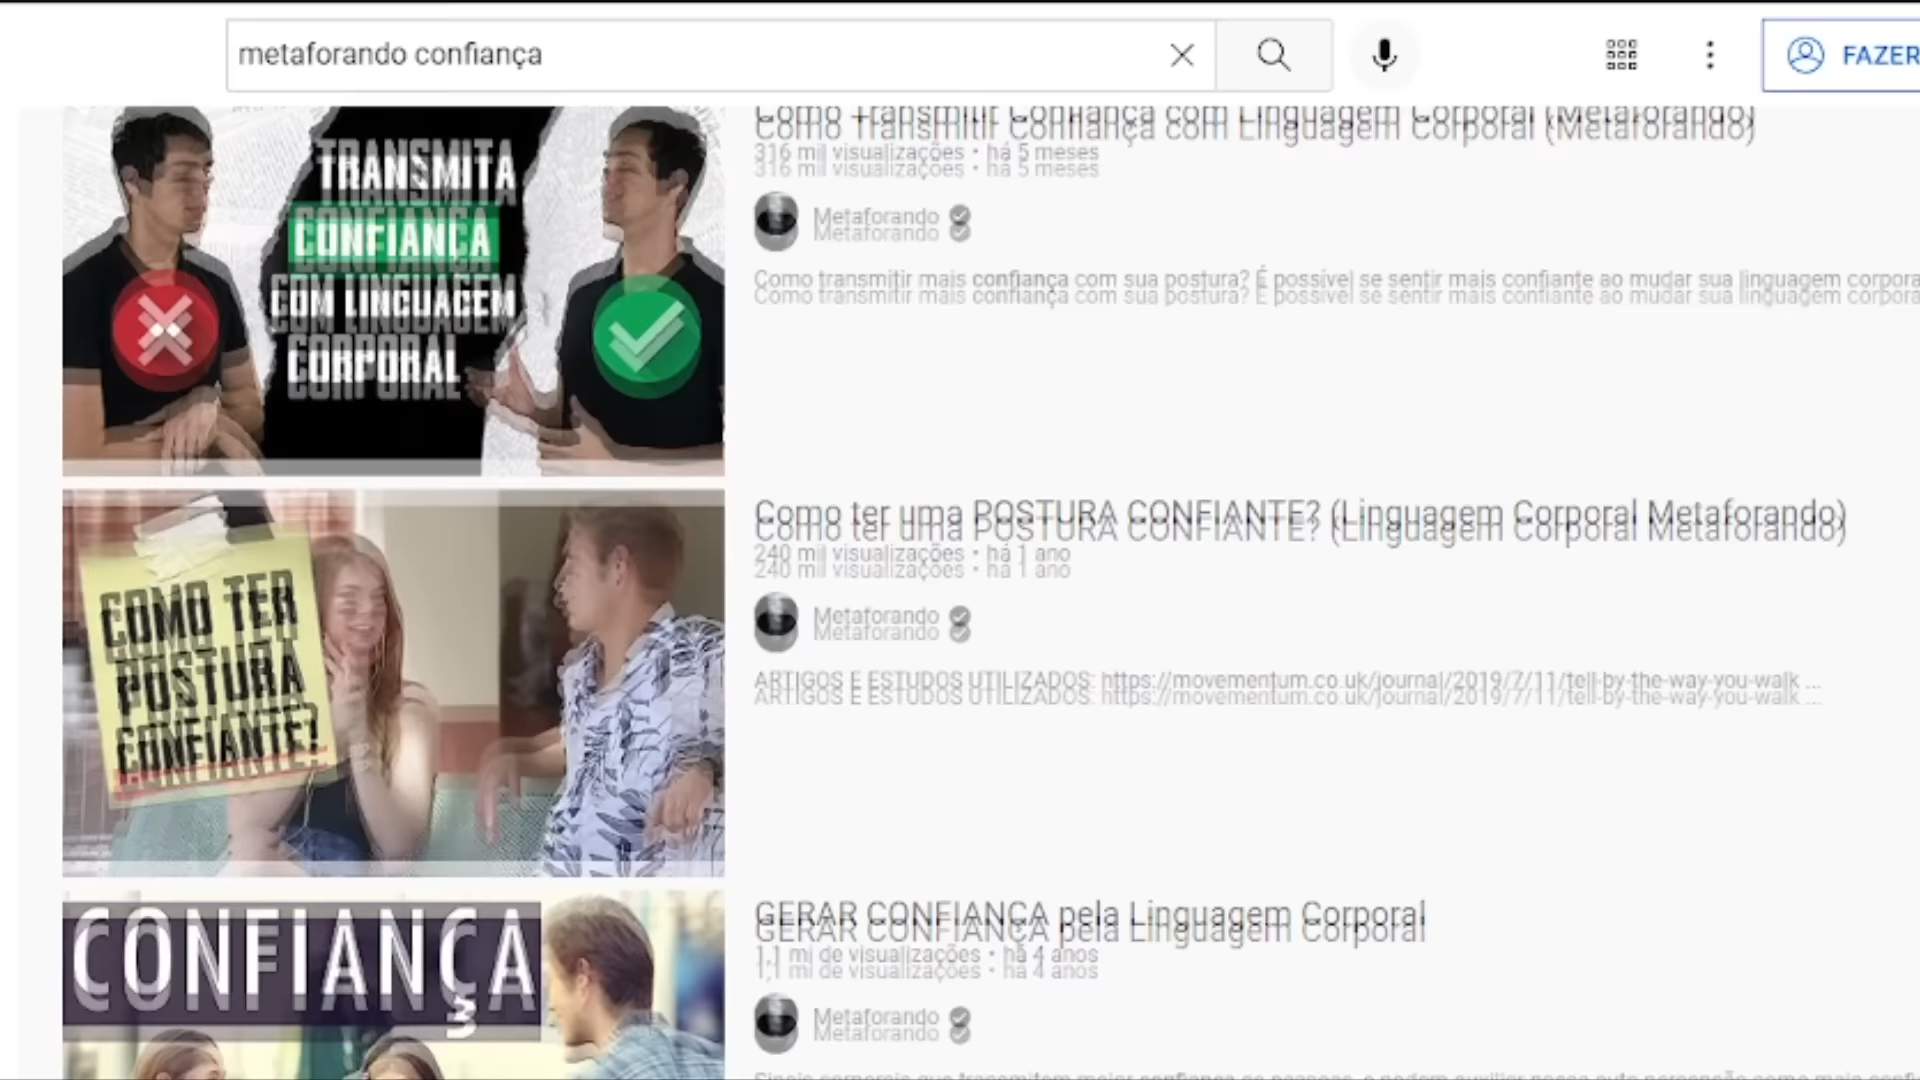 metaforando confiança
FAZER
TRANSMITA
CONFIANÇA
COM LINGUAGEM
CORPORAL
Como Transmitir Confiança com Linguagem Corporal (Metaforando)
316 mil visualizações • há 5 meses
Metaforando
Como transmitir mais confiança com sua postura? É possível se sentir mais confiante ao mudar sua linguagem corpora
COMO TER
POSTURA
CONFIANTE?
Como ter uma POSTURA CONFIANTE? (Linguagem Corporal Metaforando)
240 mil visualizações • há 1 ano
Metaforando
ARTIGOS E ESTUDOS UTILIZADOS: https://movementum.co.uk/journal/2019/7/11/tell-by-the-way-you-walk ...
CONFIANÇA
GERAR CONFIANÇA pela Linguagem Corporal
1,1 mi de visualizações • há 4 anos
Metaforando